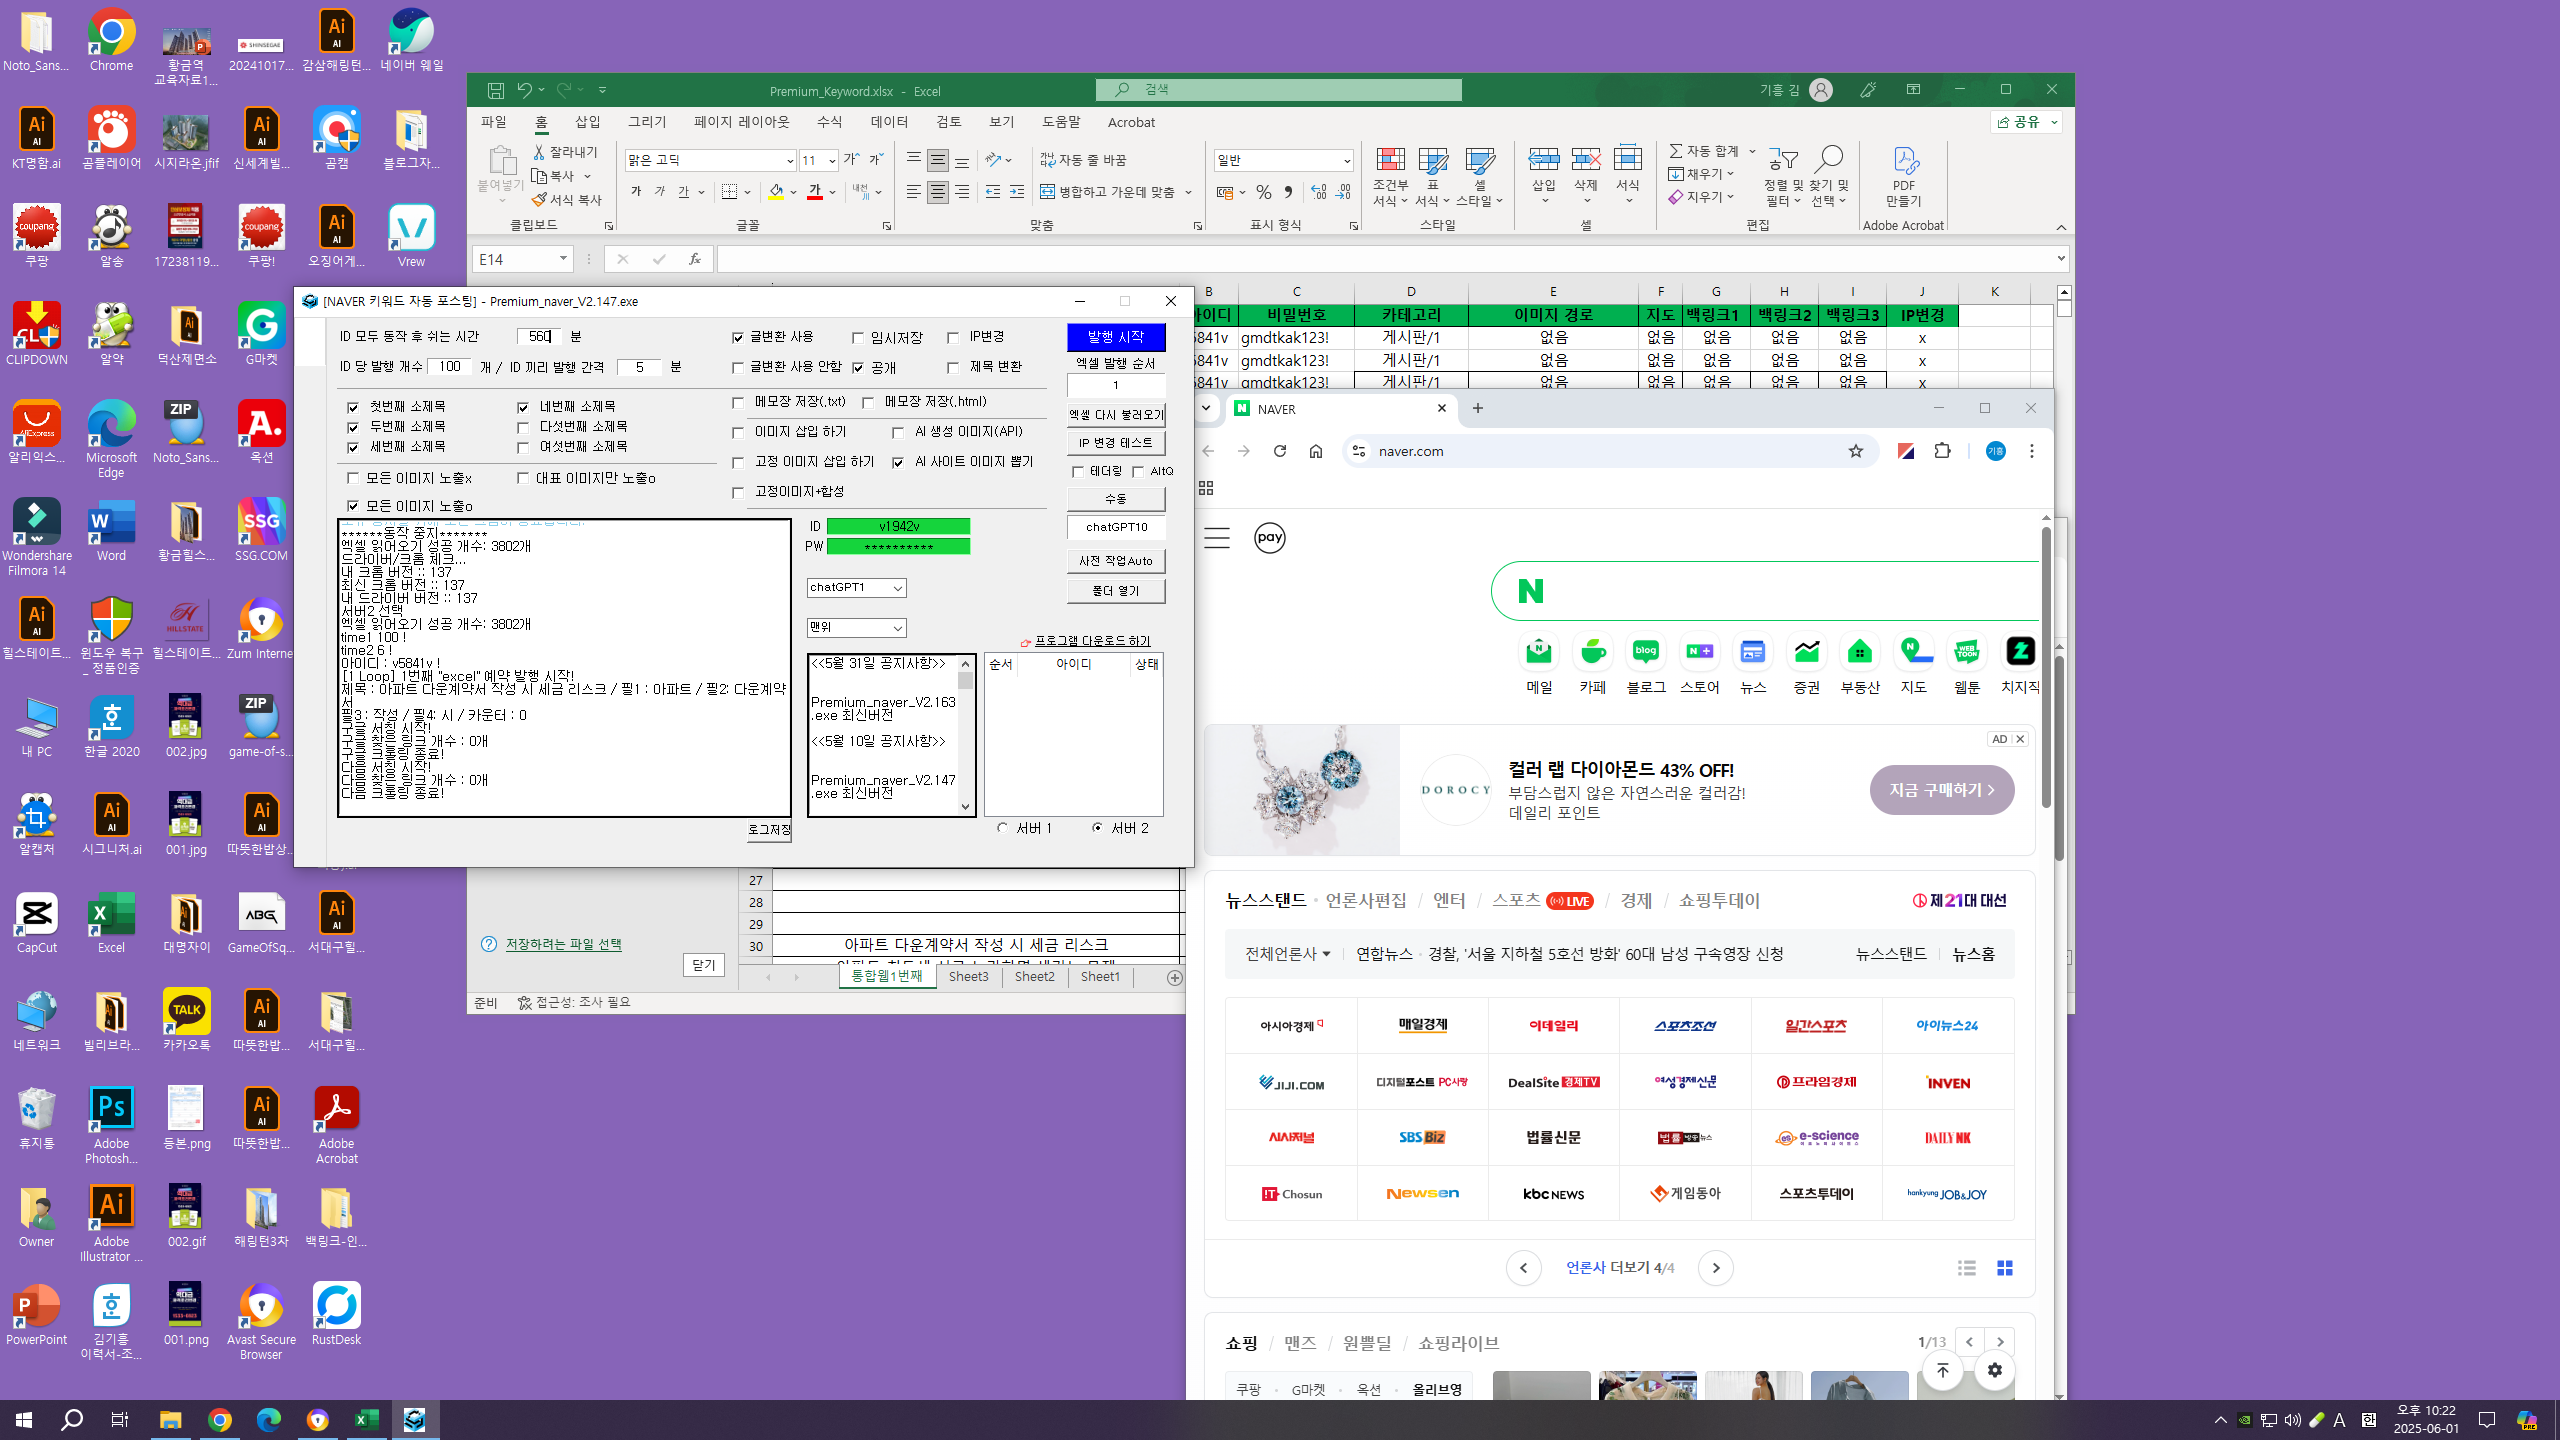 Noto_Sans...
Chrome
황금역
교육자료1...
SHINSEGAE
20241017...
감삼해링턴...
네이버 웨일
KT명함.ai
곰플레이어
시지라온.jfif
신세계빌...
곰캠
블로그자...
쿠팡
알송
17238119...
쿠팡!
오징어게...
Vrew
CLIPDOWN
알약
덕산제면소
G마켓
알리익스...
Microsoft
Edge
Noto_Sans...
옥션
Wondershare
Filmora 14
Word
황금힐스...
SSG.COM
힐스테이트...
윈도우 복구
_ 정품인증
힐스테이트...
Zum Internet
내 PC
한글 2020
002.jpg
game-of-s...
알캡처
시그니처.ai
001.jpg
따뜻한밥상...
CapCut
Excel
대명자이
GameOfSq...
서대구힐...
네트워크
빌리브라...
카카오톡
따뜻한밥...
서대구힐...
휴지통
Adobe
Photosh...
등본.png
따뜻한밥...
Adobe
Acrobat
Owner
Adobe
Illustrator ...
002.gif
해링턴3차
백링크-인...
PowerPoint
김기흥
이력서-조...
001.png
Avast Secure
Browser
RustDesk
Premium_Keyword.xlsx - Excel
검색
기흥 김
파일 홈 삽입 그리기 페이지 레이아웃 수식 데이터 검토 보기 도움말 Acrobat
공유
붙여넣기
잘라내기
복사
서식 복사
클립보드
맑은 고딕 11
가 가 가
글꼴
자동 줄 바꿈
병합하고 가운데 맞춤
맞춤
일반
표시 형식
조건부
서식
표
서식
셀
스타일
스타일
삽입 삭제 서식
셀
자동 합계
채우기
지우기
정렬 및
필터
찾기 및
선택
편집
PDF
만들기
Adobe Acrobat
E14
fx
B C D E F G H I J K
아이디 비밀번호 카테고리 이미지 경로 지도 백링크1 백링크2 백링크3 IP변경
5841v gmdtkak123! 게시판/1 없음 없음 없음 없음 없음 x
5841v gmdtkak123! 게시판/1 없음 없음 없음 없음 없음 x
5841v gmdtkak123! 게시판/1 없음 없음 없음 없음 없음 x
[NAVER 키워드 자동 포스팅] - Premium_naver_V2.147.exe
ID 모두 동작 후 쉬는 시간 560 분
ID 당 발행 개수 100 개 / ID 끼리 발행 간격 5 분
글변환 사용 임시저장 IP변경
글변환 사용 안함 공개 제목 변환
메모장 저장(.txt) 메모장 저장(.html)
첫번째 소제목 네번째 소제목
두번째 소제목 다섯번째 소제목
세번째 소제목 여섯번째 소제목
모든 이미지 노출x 대표 이미지만 노출o
모든 이미지 노출o
이미지 삽입 하기 AI 생성 이미지(API)
고정 이미지 삽입 하기 AI 사이트 이미지 뽑기
고정이미지+합성
발행 시작
엑셀 발행 순서
1
엑셀 다시 불러오기
IP 변경 테스트
테더링 AltQ
수동
chatGPT10
사전 작업Auto
폴더 열기
*******동작 중지*******
엑셀 읽어오기 성공 개수: 3802개
드라이버/크롬 체크...
내 크롬 버전 :: 137
최신 크롬 버전 :: 137
내 드라이버 버전 :: 137
서버2 선택
엑셀 읽어오기 성공 개수: 3802개
time1 100 !
time2 6 !
아이디 : v5841v !
[1 Loop] 1번째 "excel" 예약 발행 시작!
제목 : 아파트 다운계약서 작성 시 세금 리스크 / 필1 : 아파트 / 필2: 다운계약
서
필3 : 작성 / 필4: 시 / 카운터 : 0
구글 서칭 시작!
구글 찾은 링크 개수 : 0개
구글 크롤링 종료!
다음 서칭 시작!
다음 찾은 링크 개수 : 0개
다음 크롤링 종료!
로그저장
ID v1942v
PW **********
chatGPT1
맨위
프로그램 다운로드 하기
<<5월 31일 공지사항>>
Premium_naver_V2.163
.exe 최신버전
<<5월 10일 공지사항>>
Premium_naver_V2.147
.exe 최신버전
순서 아이디 상태
서버 1 서버 2
저장하려는 파일 선택
닫기
27
28
29
30 아파트 다운계약서 작성 시 세금 리스크
통합웹1번째 Sheet3 Sheet2 Sheet1
준비 접근성: 조사 필요
NAVER
naver.com
기흥
pay
메일 카페 블로그 스토어 뉴스 증권 부동산 지도 웹툰 치지직
DOROCY
컬러 랩 다이아몬드 43% OFF!
부담스럽지 않은 자연스러운 컬러감!
데일리 포인트
지금 구매하기
AD
뉴스스탠드 언론사편집 / 엔터 / 스포츠 LIVE / 경제 / 쇼핑투데이
제21대 대선
전체언론사 연합뉴스 경찰, '서울 지하철 5호선 방화' 60대 남성 구속영장 신청 뉴스스탠드 뉴스홈
아시아경제 매일경제 이데일리 스포츠조선 일간스포츠 아이뉴스24
JIJI.COM 디지털포스트 PC사랑 DealSite 경제TV 여성경제신문 프라임경제 INVEN
시사저널 SBS Biz 법률신문 법률방송뉴스 e-science DAILY NK
Chosun Newsen kbc NEWS 게임동아 스포츠투데이 hankyung JOB&JOY
언론사 더보기 4/4
쇼핑 / 맨즈 / 원쁠딜 / 쇼핑라이브
1/13
쿠팡 G마켓 옥션 올리브영
A 한
오후 10:22
2025-06-01